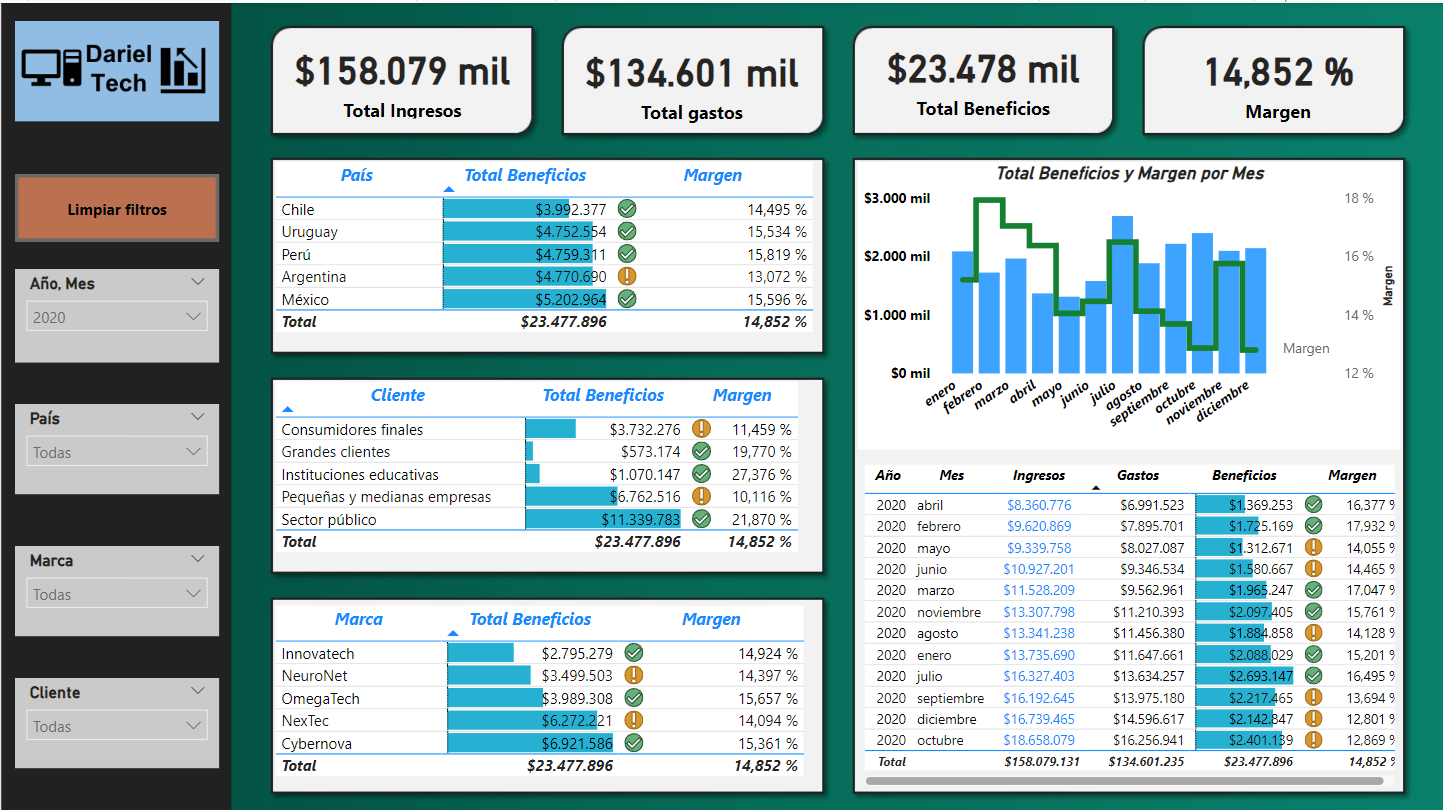 Dariel
Tech
$158.079 mil
Total Ingresos
$134.601 mil
Total gastos
$23.478 mil
Total Beneficios
14,852 %
Margen
Limpiar filtros
Año, Mes
2020
País
Todas
Marca
Todas
Cliente
Todas
País Total Beneficios Margen
Chile $3.992.377 14,495 %
Uruguay $4.752.554 15,534 %
Perú $4.759.311 15,819 %
Argentina $4.770.690 13,072 %
México $5.202.964 15,596 %
Total $23.477.896 14,852 %
Cliente Total Beneficios Margen
Consumidores finales $3.732.276 11,459 %
Grandes clientes $573.174 19,770 %
Instituciones educativas $1.070.147 27,376 %
Pequeñas y medianas empresas $6.762.516 10,116 %
Sector público $11.339.783 21,870 %
Total $23.477.896 14,852 %
Marca Total Beneficios Margen
Innovatech $2.795.279 14,924 %
NeuroNet $3.499.503 14,397 %
OmegaTech $3.989.308 15,657 %
NexTec $6.272.221 14,094 %
Cybernova $6.921.586 15,361 %
Total $23.477.896 14,852 %
Total Beneficios y Margen por Mes
$3.000 mil 18 %
$2.000 mil 16 %
$1.000 mil 14 %
$0 mil 12 %
Margen
Margen
enero febrero marzo abril mayo junio julio agosto septiembre octubre noviembre diciembre
Año Mes Ingresos Gastos Beneficios Margen
2020 abril $8.360.776 $6.991.523 $1.369.253 16,377 %
2020 febrero $9.620.869 $7.895.701 $1.725.169 17,932 %
2020 mayo $9.339.758 $8.027.087 $1.312.671 14,055 %
2020 junio $10.927.201 $9.346.534 $1.580.667 14,465 %
2020 marzo $11.528.209 $9.562.961 $1.965.247 17,047 %
2020 noviembre $13.307.798 $11.210.393 $2.097.405 15,761 %
2020 agosto $13.341.238 $11.456.380 $1.884.858 14,128 %
2020 enero $13.735.690 $11.647.661 $2.088.029 15,201 %
2020 julio $16.327.403 $13.634.257 $2.693.147 16,495 %
2020 septiembre $16.192.645 $13.975.180 $2.217.465 13,694 %
2020 diciembre $16.739.465 $14.596.617 $2.142.847 12,801 %
2020 octubre $18.658.079 $16.256.941 $2.401.139 12,869 %
Total $158.079.131 $134.601.235 $23.477.896 14,852 %